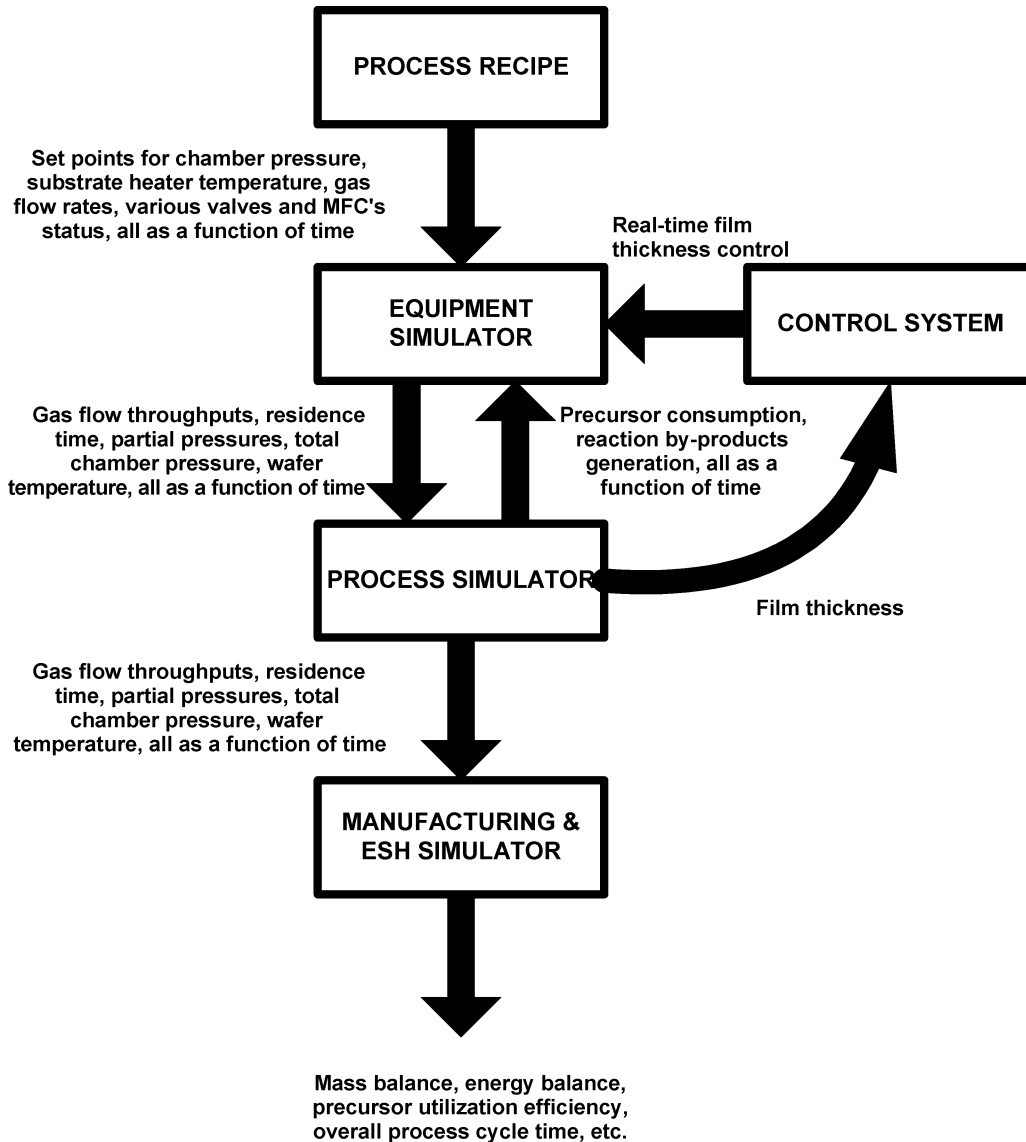 PROCESS RECIPE
Set points for chamber pressure,
substrate heater temperature, gas
flow rates, various valves and MFC's
status, all as a function of time
Real-time film
thickness control
EQUIPMENT
SIMULATOR
CONTROL SYSTEM
Gas flow throughputs, residence
time, partial pressures, total
chamber pressure, wafer
temperature, all as a function of time
Precursor consumption,
reaction by-products
generation, all as a
function of time
PROCESS SIMULATOR
Film thickness
Gas flow throughputs, residence
time, partial pressures, total
chamber pressure, wafer
temperature, all as a function of time
MANUFACTURING &
ESH SIMULATOR
Mass balance, energy balance,
precursor utilization efficiency,
overall process cycle time, etc.